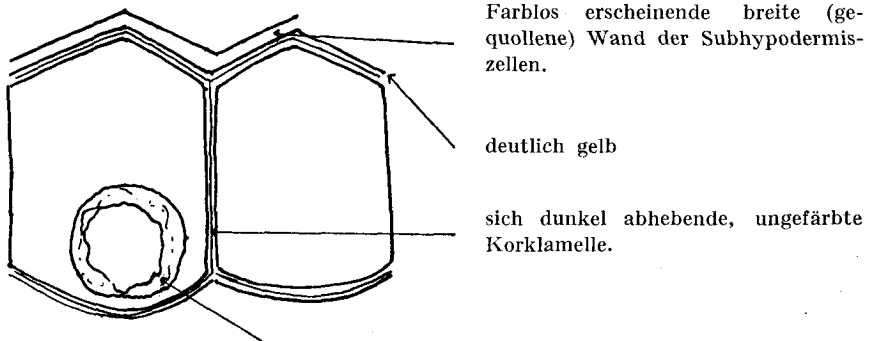 Farblos erscheinende breite (ge-
quollene) Wand der Subhypodermis-
zellen.
deutlich gelb
sich dunkel abhebende, ungefärbte
Korklamelle.